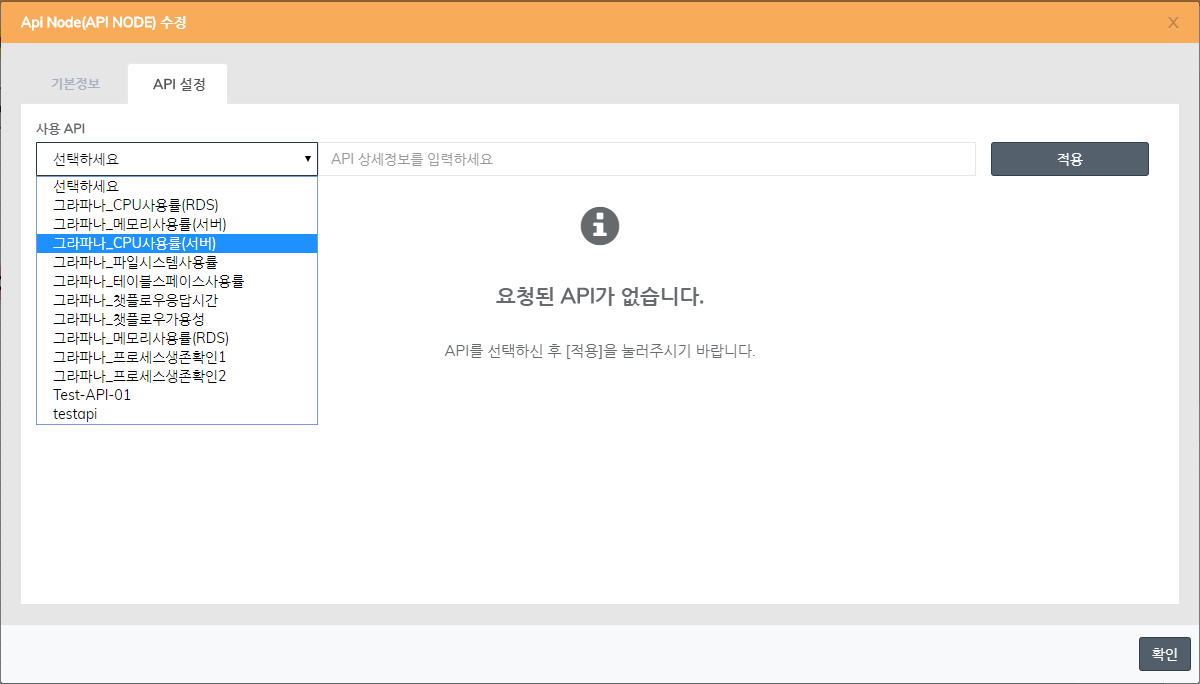 Api Node(API NODE) 수정
X
기본정보
API 설정
사용 API
선택하세요
API 상세정보를 입력하세요
적용
선택하세요
그라파나_CPU사용률(RDS)
그라파나_메모리사용률(서버)
그라파나_CPU사용률(서버)
그라파나_파일시스템사용률
그라파나_테이블스페이스사용률
그라파나_챗플로우응답시간
그라파나_챗플로우가용성
그라파나_메모리사용률(RDS)
그라파나_프로세스생존확인1
그라파나_프로세스생존확인2
Test-API-01
testapi
요청된 API가 없습니다.
API를 선택하신 후 [적용]을 눌러주시기 바랍니다.
확인